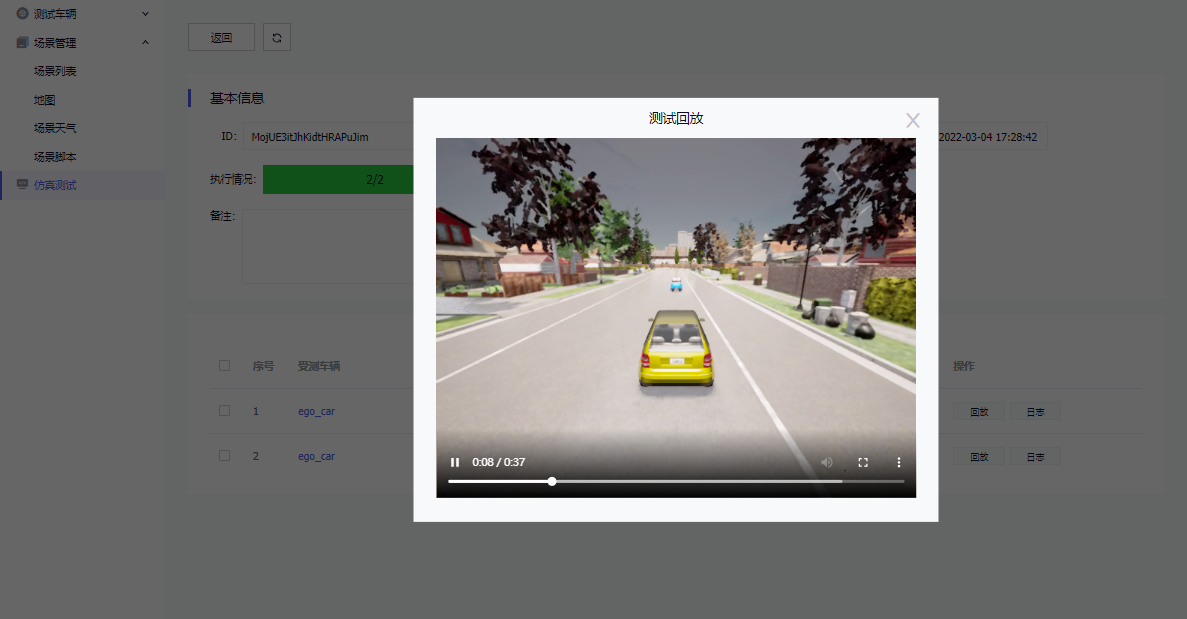 测试车辆
场景管理
场景列表
地图
场景天气
场景脚本
仿真测试
返回
基本信息
ID: MojUE3itJhKidtHRAPuJim
2022-03-04 17:28:42
执行情况: 2/2
备注:
测试回放
0:08 / 0:37
序号 受测车辆 操作
1 ego_car 回放 日志
2 ego_car 回放 日志